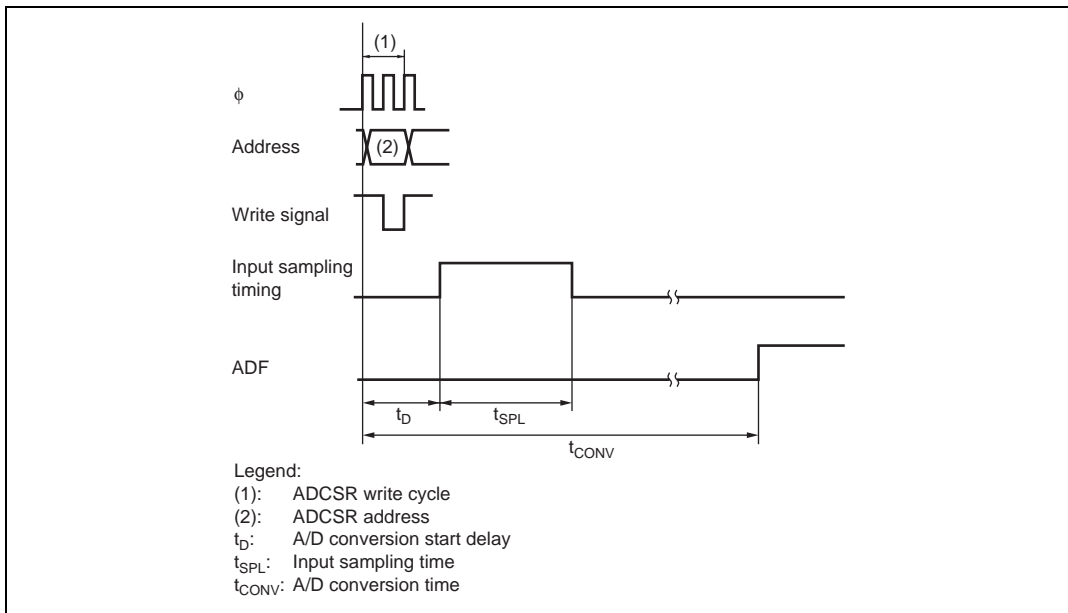 (1)
φ
Address
(2)
Write signal
Input sampling
timing
ADF
tD
tSPL
tCONV
Legend:
(1): ADCSR write cycle
(2): ADCSR address
tD: A/D conversion start delay
tSPL: Input sampling time
tCONV: A/D conversion time